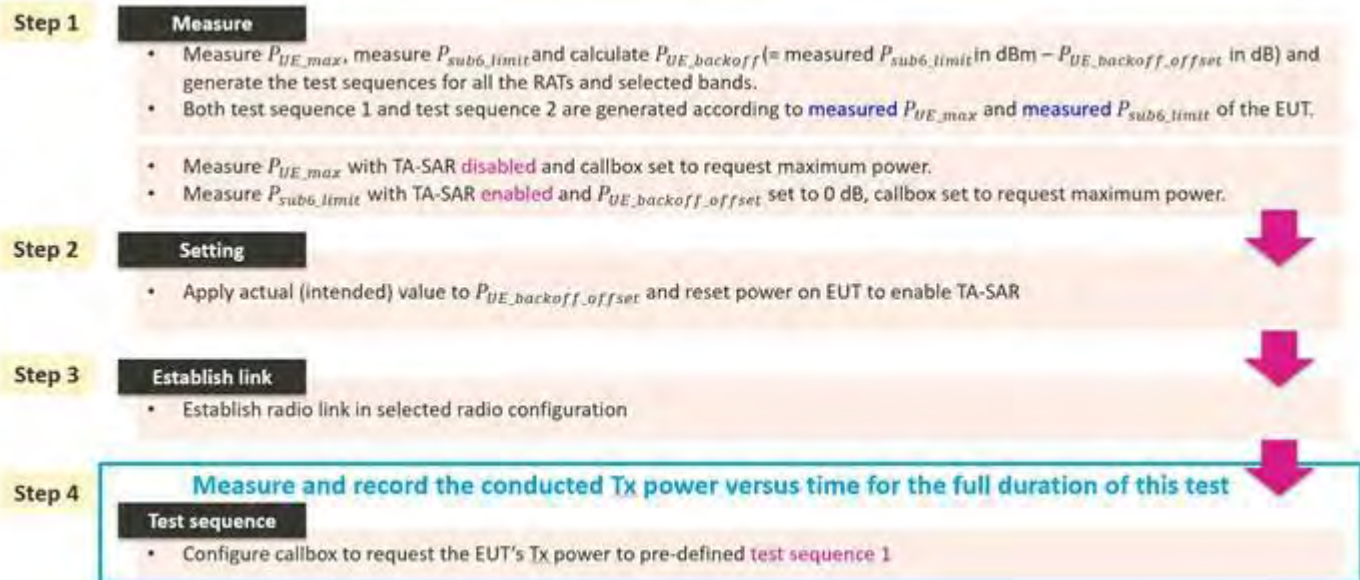 Step 1
Measure
• Measure P_UE_max, measure P_sub6_limit and calculate P_UE_backoff (= measured P_sub6_limit in dBm – P_UE_backoff_offset in dB) and
generate the test sequences for all the RATs and selected bands.
• Both test sequence 1 and test sequence 2 are generated according to measured P_UE_max and measured P_sub6_limit of the EUT.
• Measure P_UE_max with TA-SAR disabled and callbox set to request maximum power.
• Measure P_sub6_limit with TA-SAR enabled and P_UE_backoff_offset set to 0 dB, callbox set to request maximum power.
Step 2
Setting
• Apply actual (intended) value to P_UE_backoff_offset and reset power on EUT to enable TA-SAR
Step 3
Establish link
• Establish radio link in selected radio configuration
Step 4
Measure and record the conducted Tx power versus time for the full duration of this test
Test sequence
• Configure callbox to request the EUT's Tx power to pre-defined test sequence 1